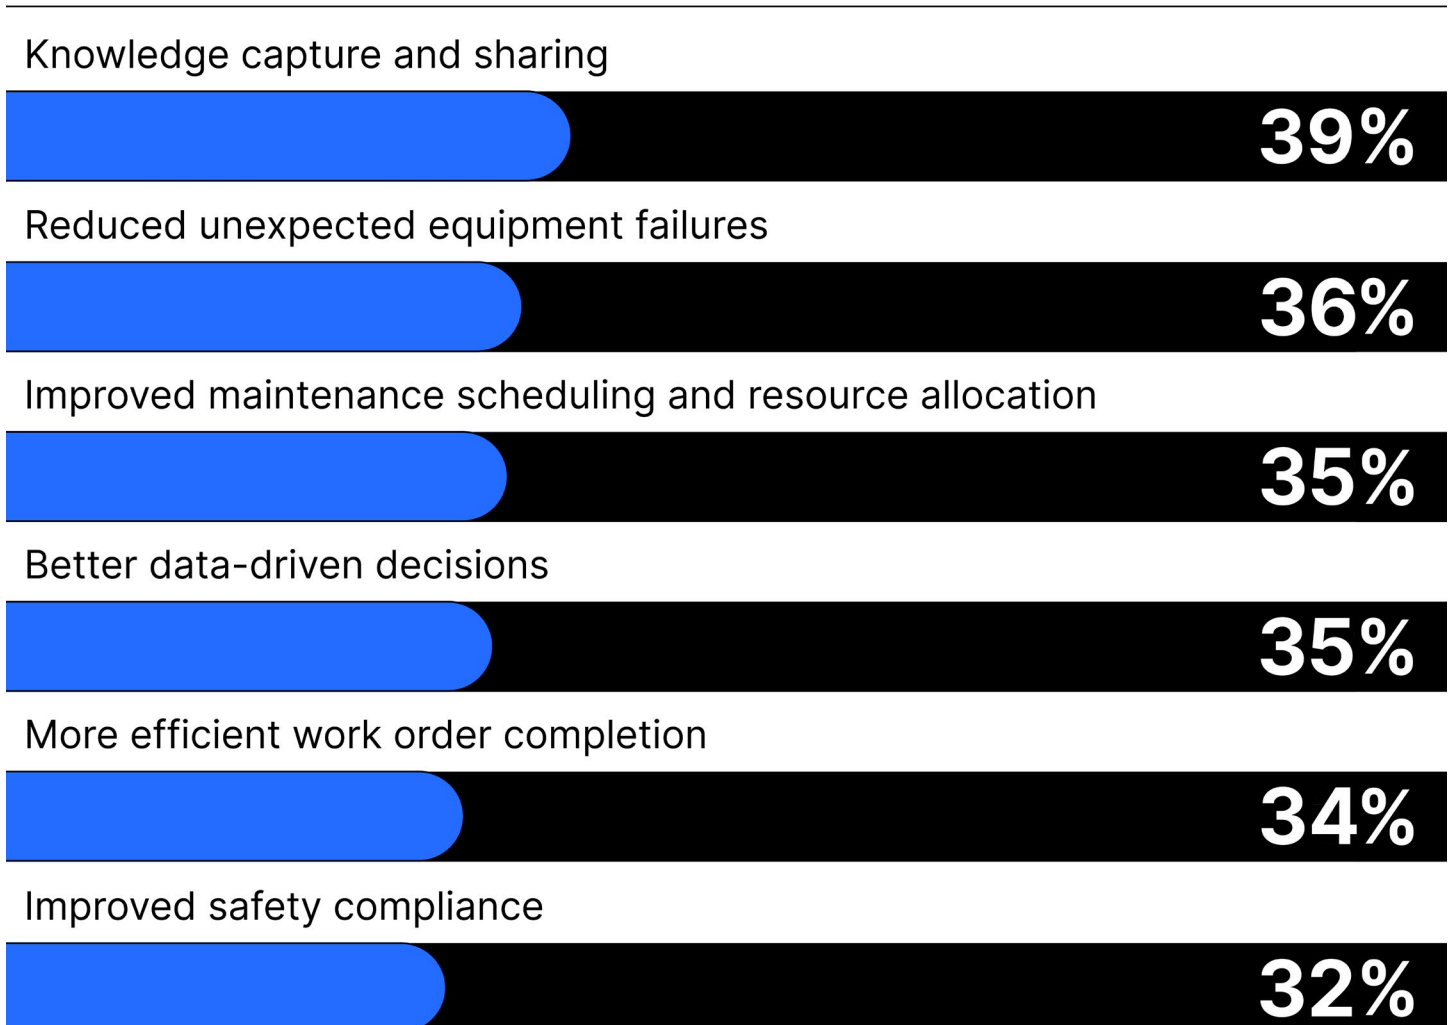 Knowledge capture and sharing
39%
Reduced unexpected equipment failures
36%
Improved maintenance scheduling and resource allocation
35%
Better data-driven decisions
35%
More efficient work order completion
34%
Improved safety compliance
32%